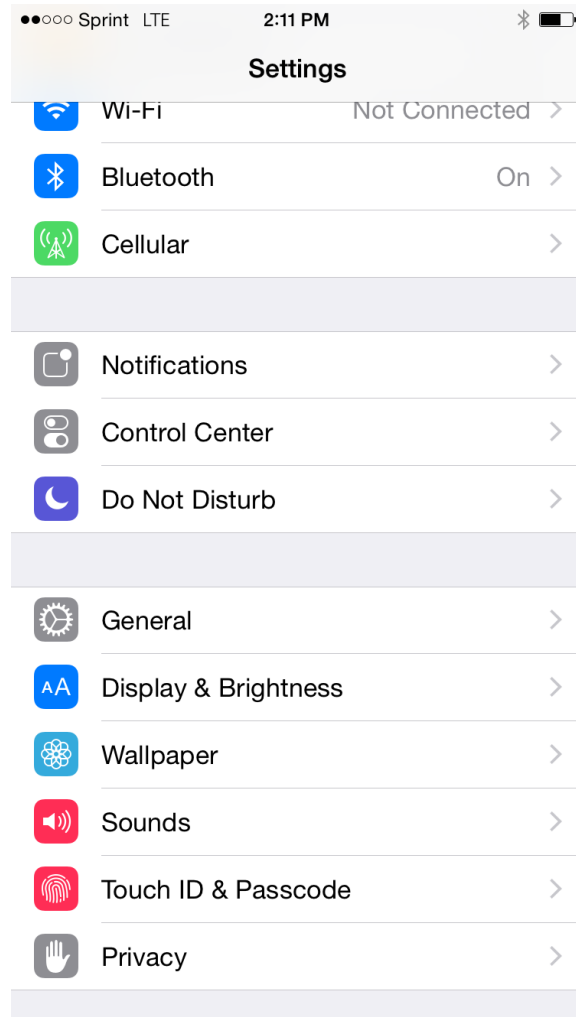 Sprint LTE 2:11 PM
Settings
Wi-Fi Not Connected
Bluetooth On
Cellular
Notifications
Control Center
Do Not Disturb
General
AA Display & Brightness
Wallpaper
Sounds
Touch ID & Passcode
Privacy